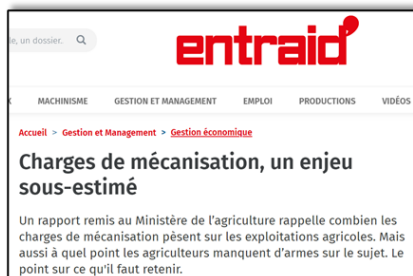 le, un dossier.
entraid'
MACHINISME GESTION ET MANAGEMENT EMPLOI PRODUCTIONS VIDÉOS
Accueil > Gestion et Management > Gestion économique
Charges de mécanisation, un enjeu
sous-estimé
Un rapport remis au Ministère de l'agriculture rappelle combien les
charges de mécanisation pèsent sur les exploitations agricoles. Mais
aussi à quel point les agriculteurs manquent d'armes sur le sujet. Le
point sur ce qu'il faut retenir.